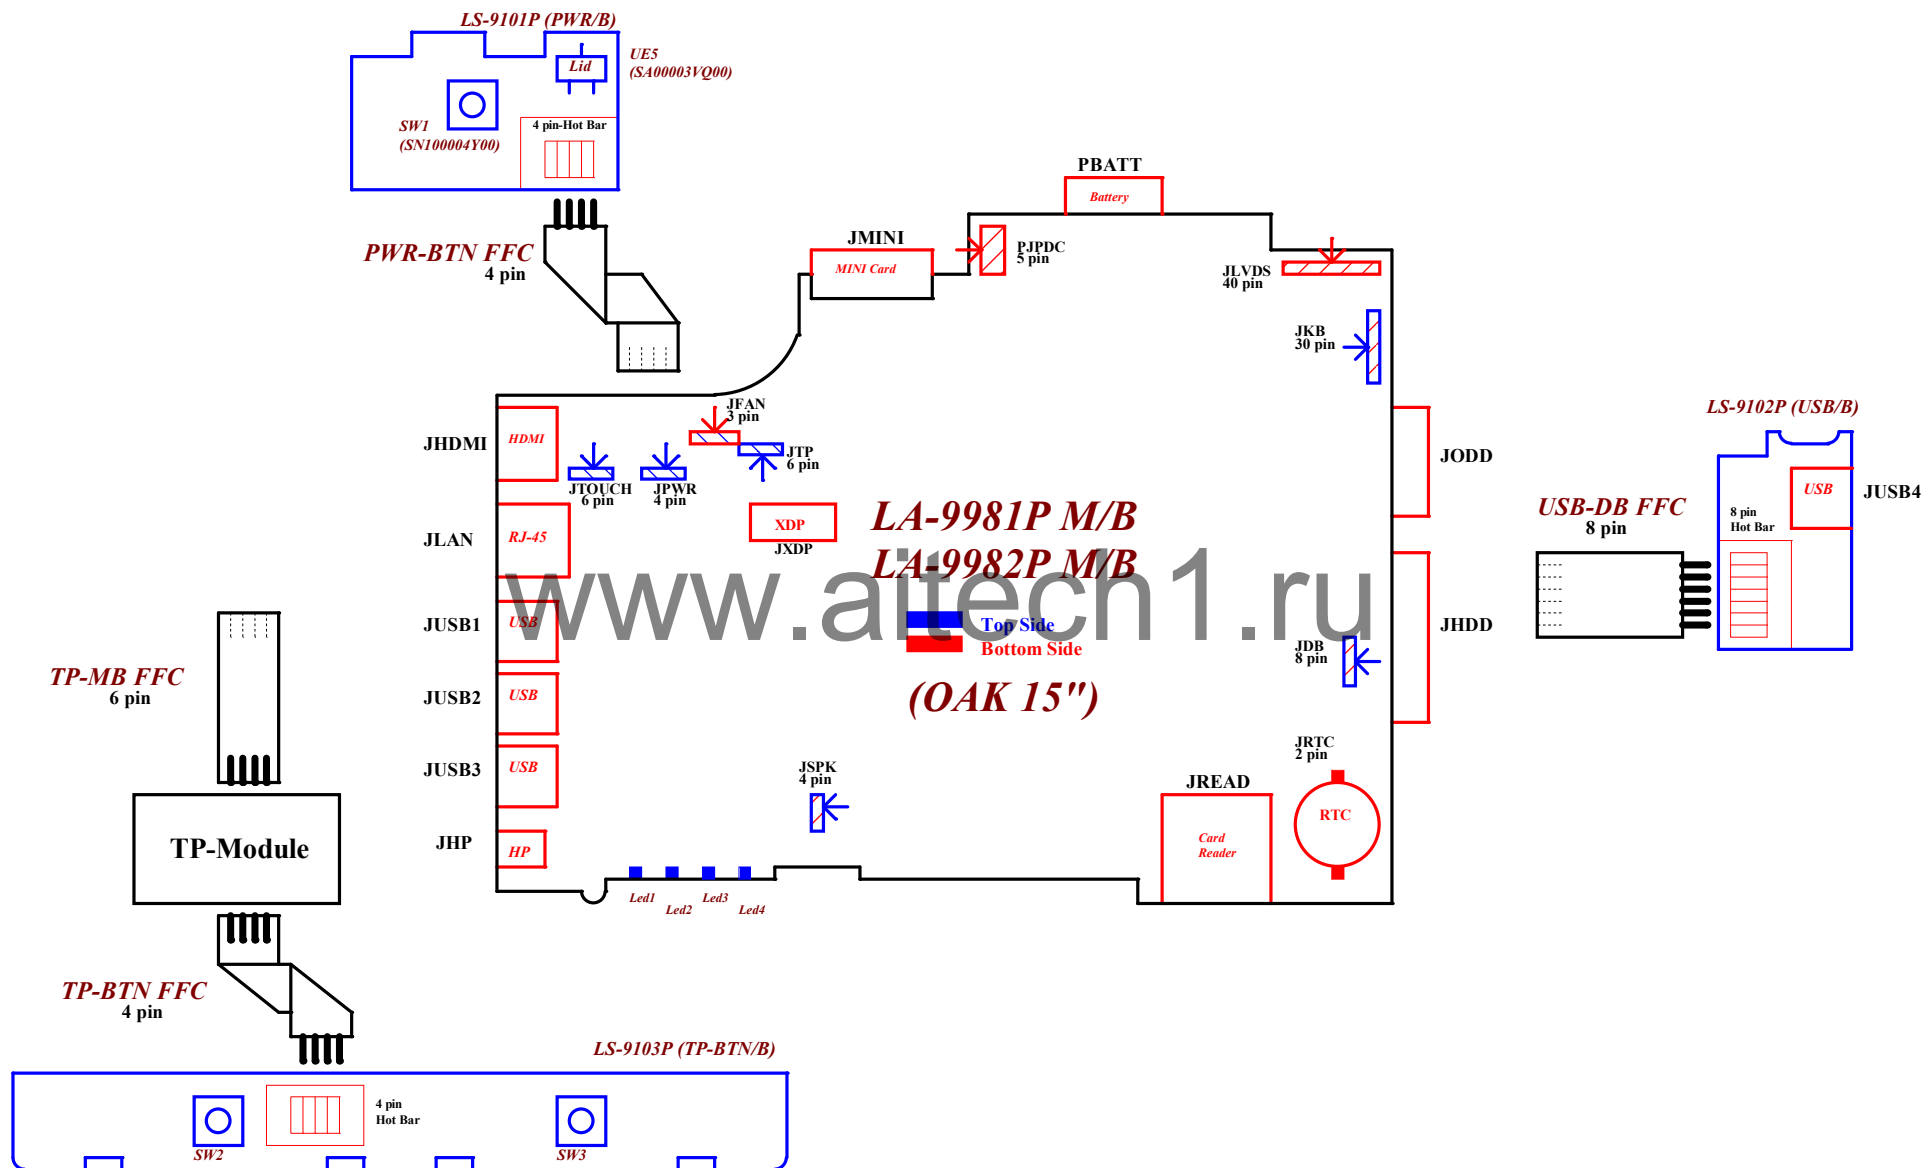 LS-9101P (PWR/B)
Lid
UE5
(SA00003VQ00)
SW1
(SN100004Y00)
4 pin-Hot Bar
PWR-BTN FFC
4 pin
PBATT
Battery
JMINI
MINI Card
PJPDC
5 pin
JLVDS
40 pin
JKB
30 pin
JFAN
3 pin
JTP
6 pin
JHDMI
HDMI
JTOUCH
6 pin
JPWR
4 pin
JLAN
RJ-45
XDP
JXDP
LA-9981P M/B
LA-9982P M/B
www.aitech1.ru
Top Side
Bottom Side
(OAK 15")
JODD
JHDD
JDB
8 pin
USB-DB FFC
8 pin
LS-9102P (USB/B)
USB
JUSB4
8 pin
Hot Bar
JUSB1
USB
JUSB2
USB
JUSB3
USB
JHP
HP
JSPK
4 pin
JREAD
Card
Reader
JRTC
2 pin
RTC
Led1
Led2
Led3
Led4
TP-MB FFC
6 pin
TP-Module
TP-BTN FFC
4 pin
LS-9103P (TP-BTN/B)
4 pin
Hot Bar
SW2
SW3